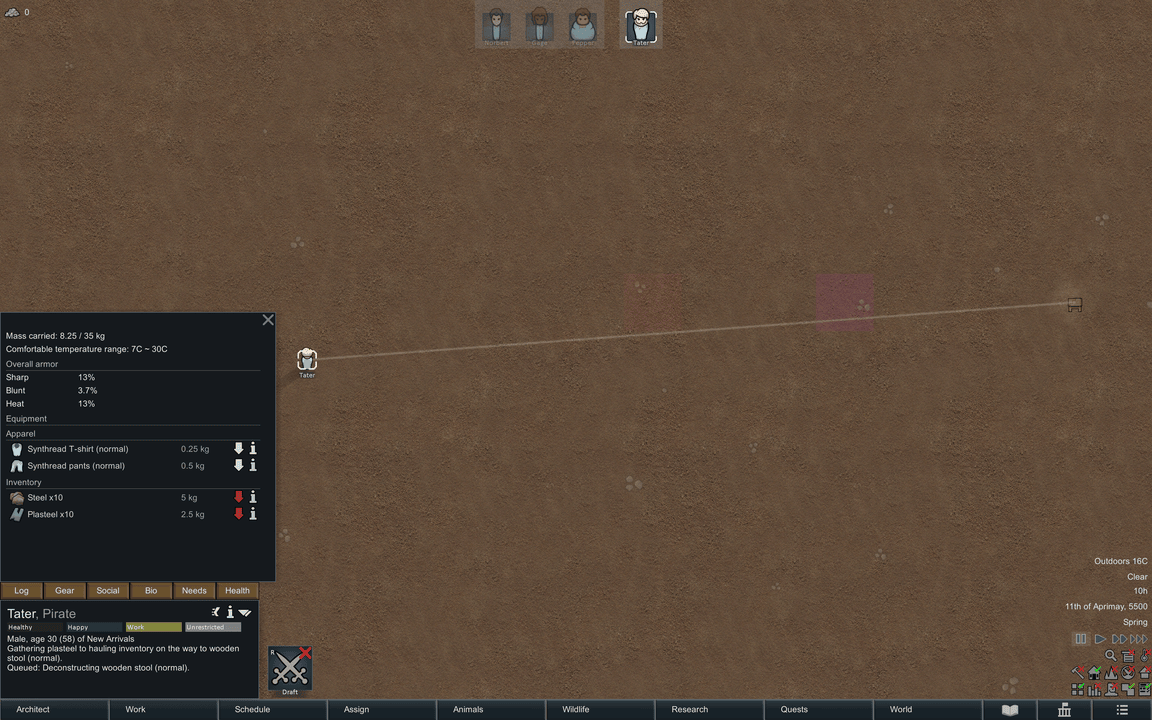 0
Norbert
Pepper
Tater
Mass carried: 8.25 / 35 kg
Comfortable temperature range: 7C ~ 30C
Overall armor
Sharp 13%
Blunt 3.7%
Heat 13%
Equipment
Apparel
Synthread T-shirt (normal) 0.25 kg
Synthread pants (normal) 0.5 kg
Inventory
Steel x10 5 kg
Plasteel x10 2.5 kg
Tater
Log Gear Social Bio Needs Health
Tater, Pirate
Healthy Happy Work Unrestricted
Male, age 30 (58) of New Arrivals
Gathering plasteel to hauling inventory on the way to wooden
stool (normal).
Queued: Deconstructing wooden stool (normal).
R
Draft
Outdoors 16C
Clear
10h
11th of Aprimay, 5500
Spring
Architect Work Schedule Assign Animals Wildlife Research Quests World